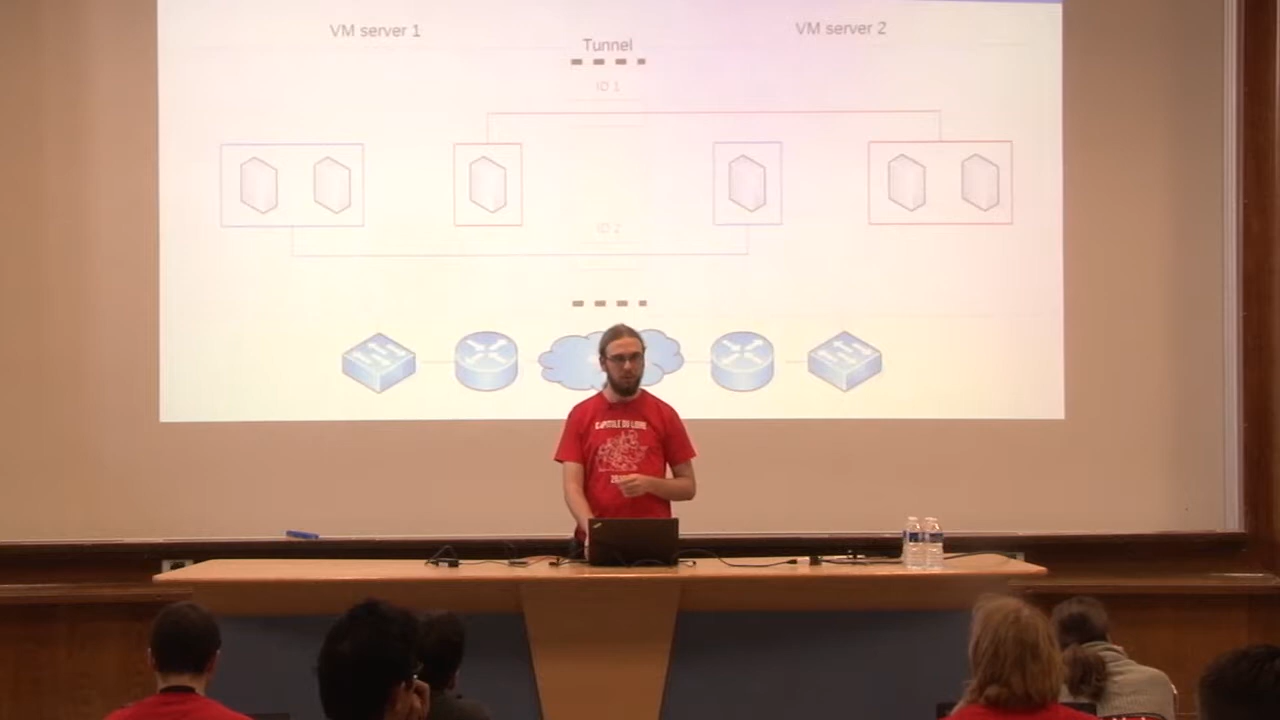 VM server 1
VM server 2
Tunnel
ID 1
ID 2
CAPITOLE DU LIBRE